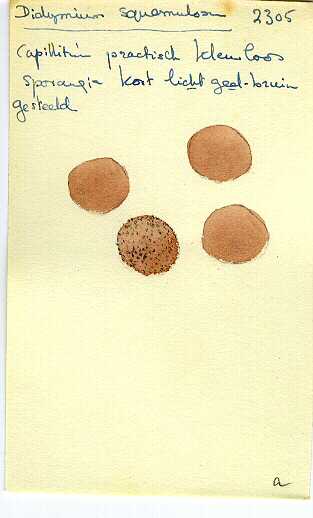 Didymium squamulosum 2305
Capillitium practisch kleurloos
sporangia kort licht geel-bruin
gesteeld
a